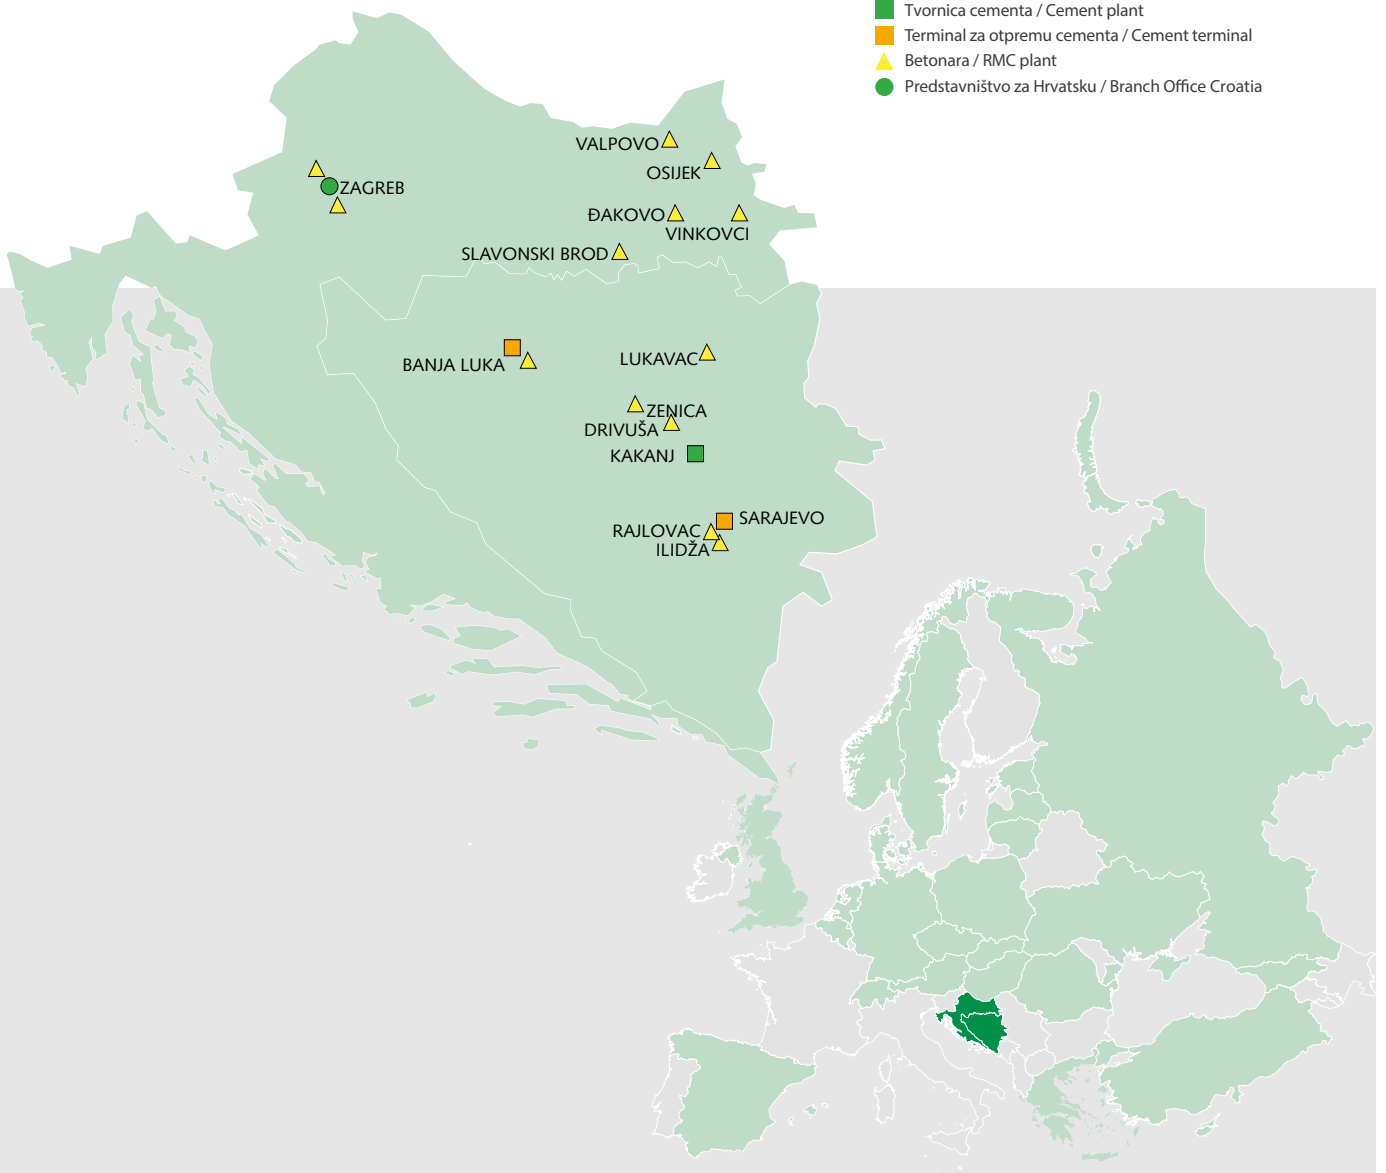 Tvornica cementa / Cement plant
Terminal za otpremu cementa / Cement terminal
Betonara / RMC plant
Predstavništvo za Hrvatsku / Branch Office Croatia
VALPOVO
OSIJEK
ZAGREB
ĐAKOVO
VINKOVCI
SLAVONSKI BROD
BANJA LUKA
LUKAVAC
ZENICA
DRIVUŠA
KAKANJ
SARAJEVO
RAJLOVAC
ILIDŽA